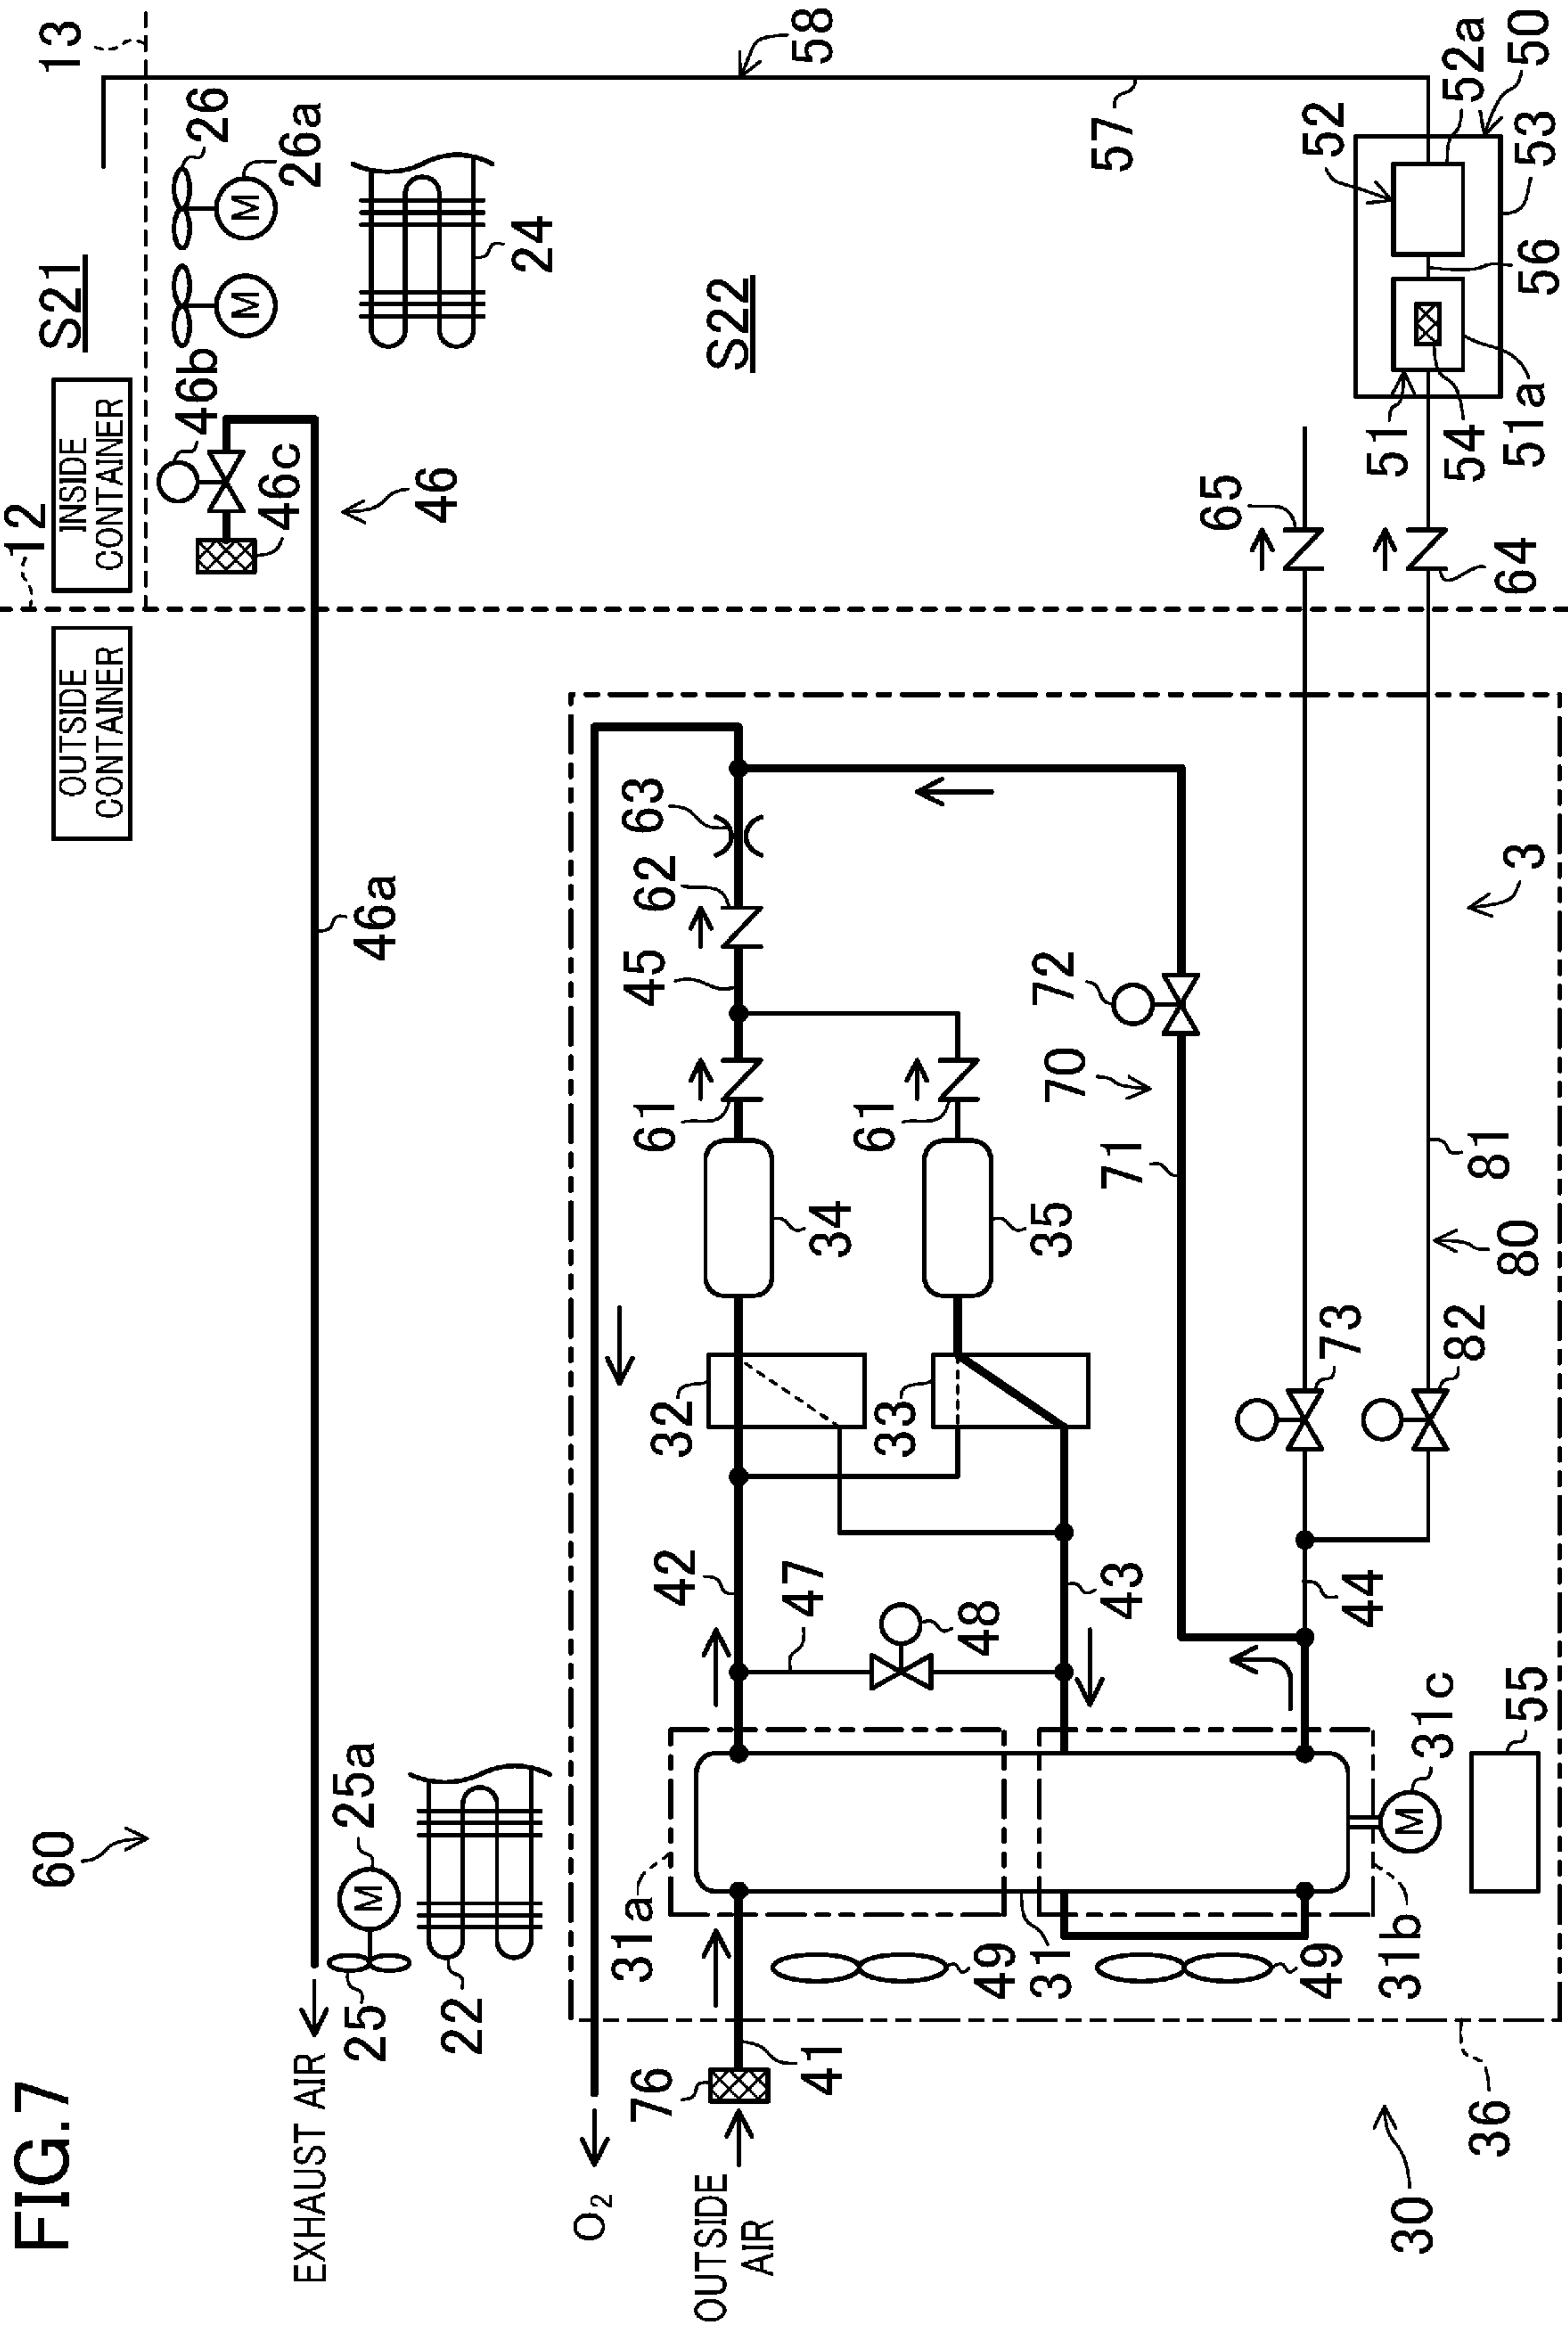 FIG.7
60
12
13
OUTSIDE
CONTAINER
INSIDE
CONTAINER
S21
46b
26
26a
M
M
46c
46
46a
24
58
EXHAUST AIR
25
25a
M
22
S22
57
O₂
76
OUTSIDE
AIR
41
31a
42
47
48
32
33
34
35
61
61
45
62
63
43
49
31
49
31b
31c
M
55
44
71
70
72
73
82
80
81
3
65
64
51
54
51a
52
52a
56
53
50
36
30